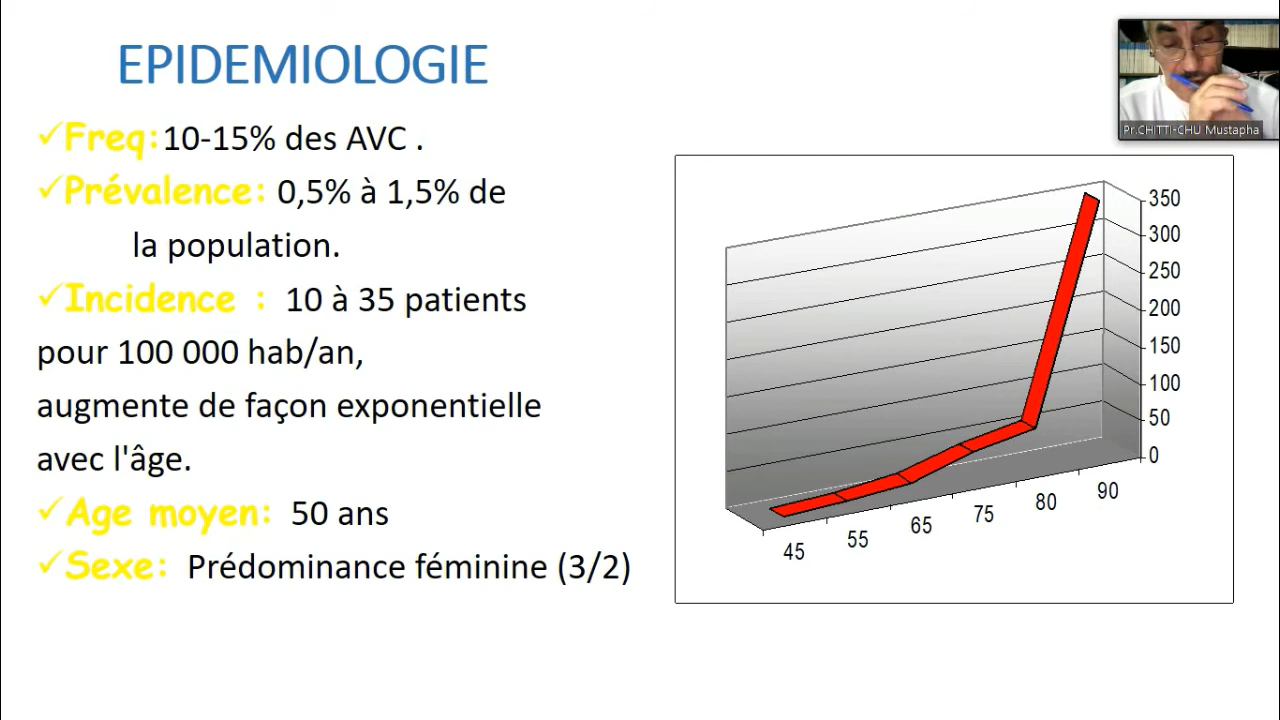 EPIDEMIOLOGIE
✓Freq: 10-15% des AVC .
✓Prévalence: 0,5% à 1,5% de
la population.
✓Incidence : 10 à 35 patients
pour 100 000 hab/an,
augmente de façon exponentielle
avec l'âge.
✓Age moyen: 50 ans
✓Sexe: Prédominance féminine (3/2)
Pr.CHITTI-CHU Mustapha
350
300
250
200
150
100
50
0
45
55
65
75
80
90